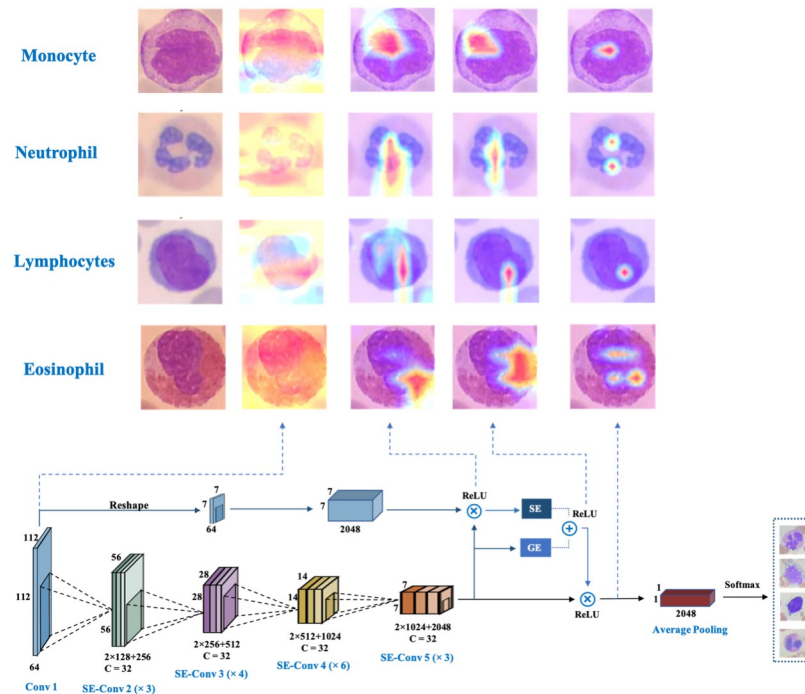 Monocyte
Neutrophil
Lymphocytes
Eosinophil
7
7
64
Reshape
7
7
2048
ReLU
SE
ReLU
GE
112
112
64
Conv 1
56
56
2×128+256
C = 32
SE-Conv 2 (× 3)
28
28
2×256+512
C = 32
SE-Conv 3 (× 4)
14
14
2×512+1024
C = 32
SE-Conv 4 (× 6)
7
7
2×1024+2048
C = 32
SE-Conv 5 (× 3)
ReLU
1
1
2048
Average Pooling
Softmax